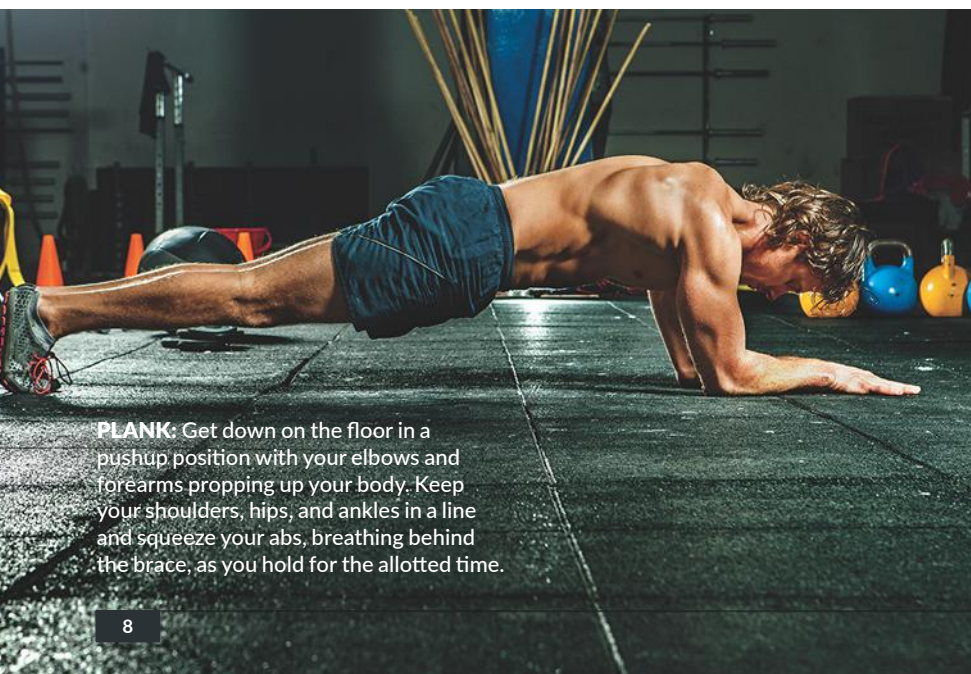 PLANK: Get down on the floor in a
pushup position with your elbows and
forearms propping up your body. Keep
your shoulders, hips, and ankles in a line
and squeeze your abs, breathing behind
the brace, as you hold for the allotted time.
8